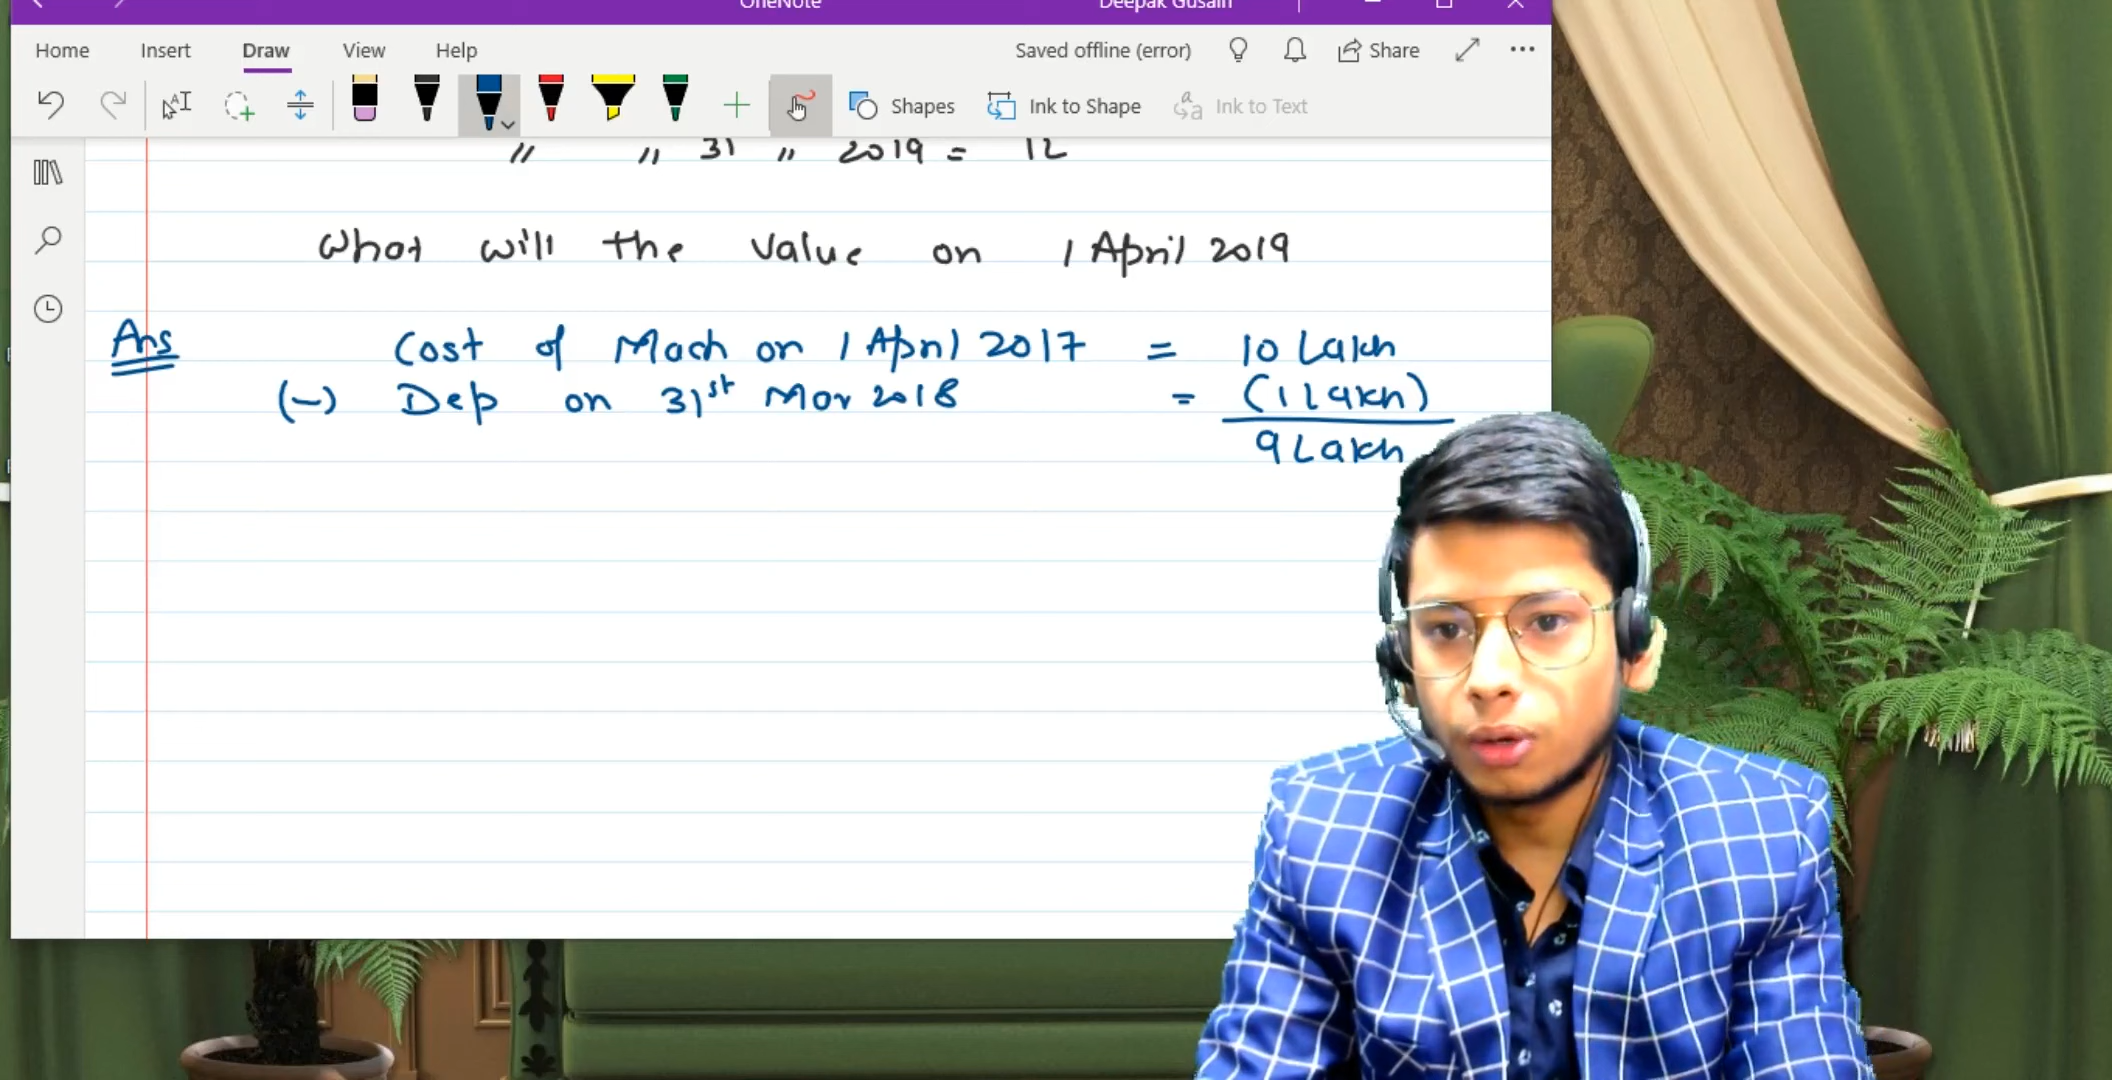 OneNote
Deepak Gusain
Home Insert Draw View Help
Saved offline (error) Share
Shapes Ink to Shape Ink to Text
" " 31 " 2019 = 12
What will the value on 1 April 2019
Ans Cost of Mach on 1 April 2017 = 10 Lakh
(-) Dep on 31st Mar 2018 = (1 Lakh)
9 Lakh